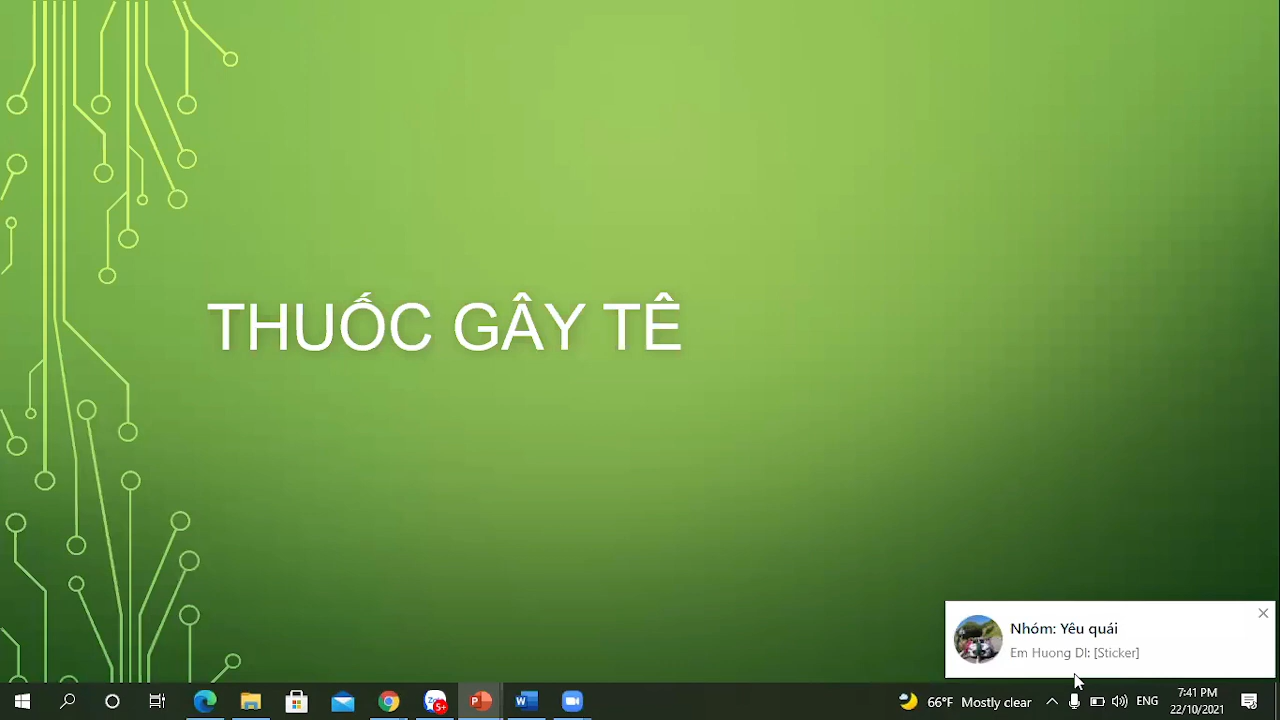 THUỐC GÂY TÊ
Nhóm: Yêu quái
Em Huong Dl: [Sticker]
5+
66°F Mostly clear
ENG
7:41 PM
22/10/2021